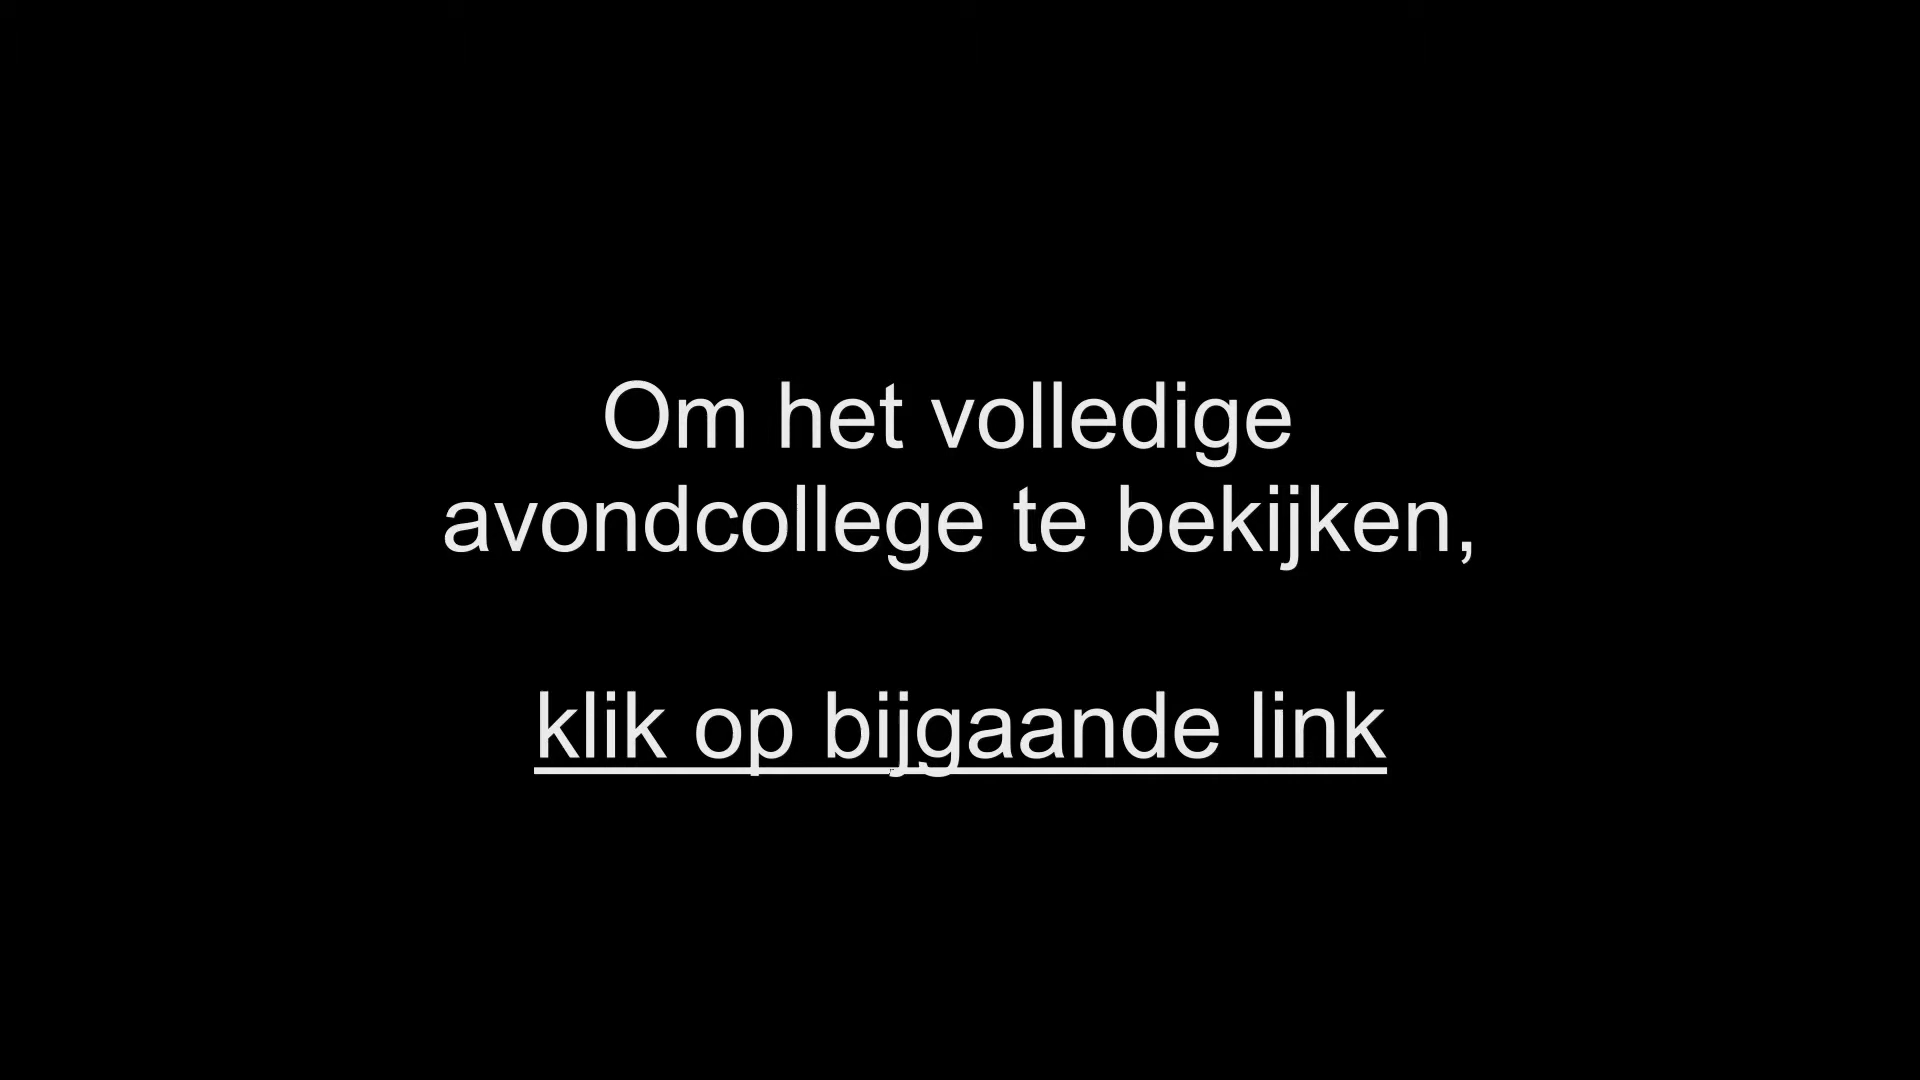 Om het volledige
avondcollege te bekijken,
klik op bijgaande link